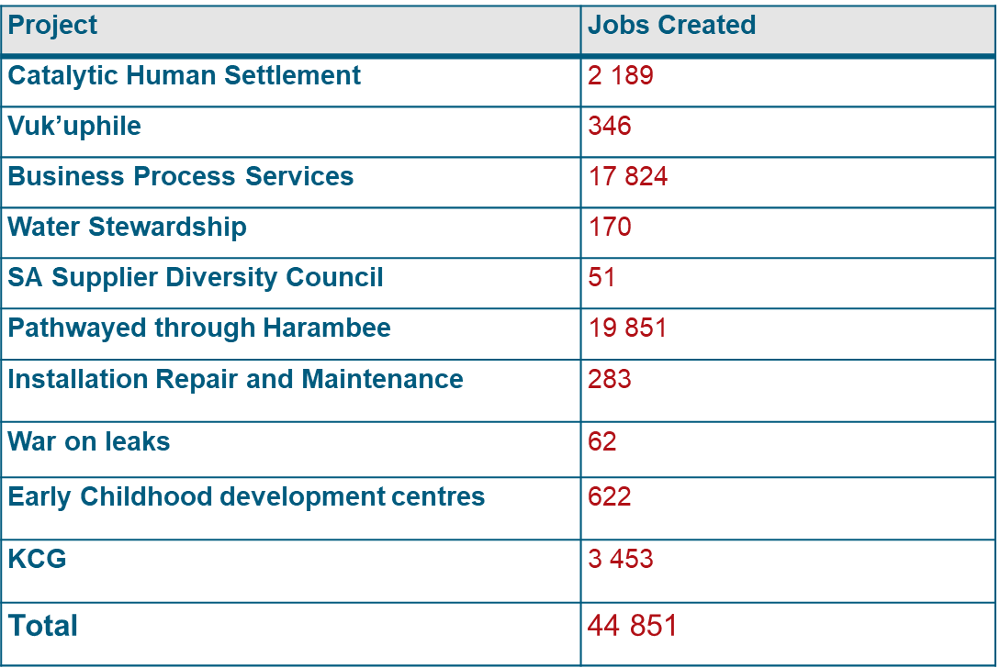 Project Jobs Created
Catalytic Human Settlement 2 189
Vuk’uphile 346
Business Process Services 17 824
Water Stewardship 170
SA Supplier Diversity Council 51
Pathwayed through Harambee 19 851
Installation Repair and Maintenance 283
War on leaks 62
Early Childhood development centres 622
KCG 3 453
Total 44 851